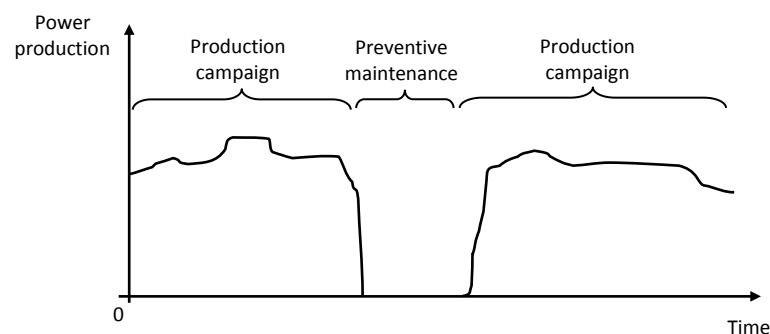 Power
production
Production
campaign
Preventive
maintenance
Production
campaign
0
Time